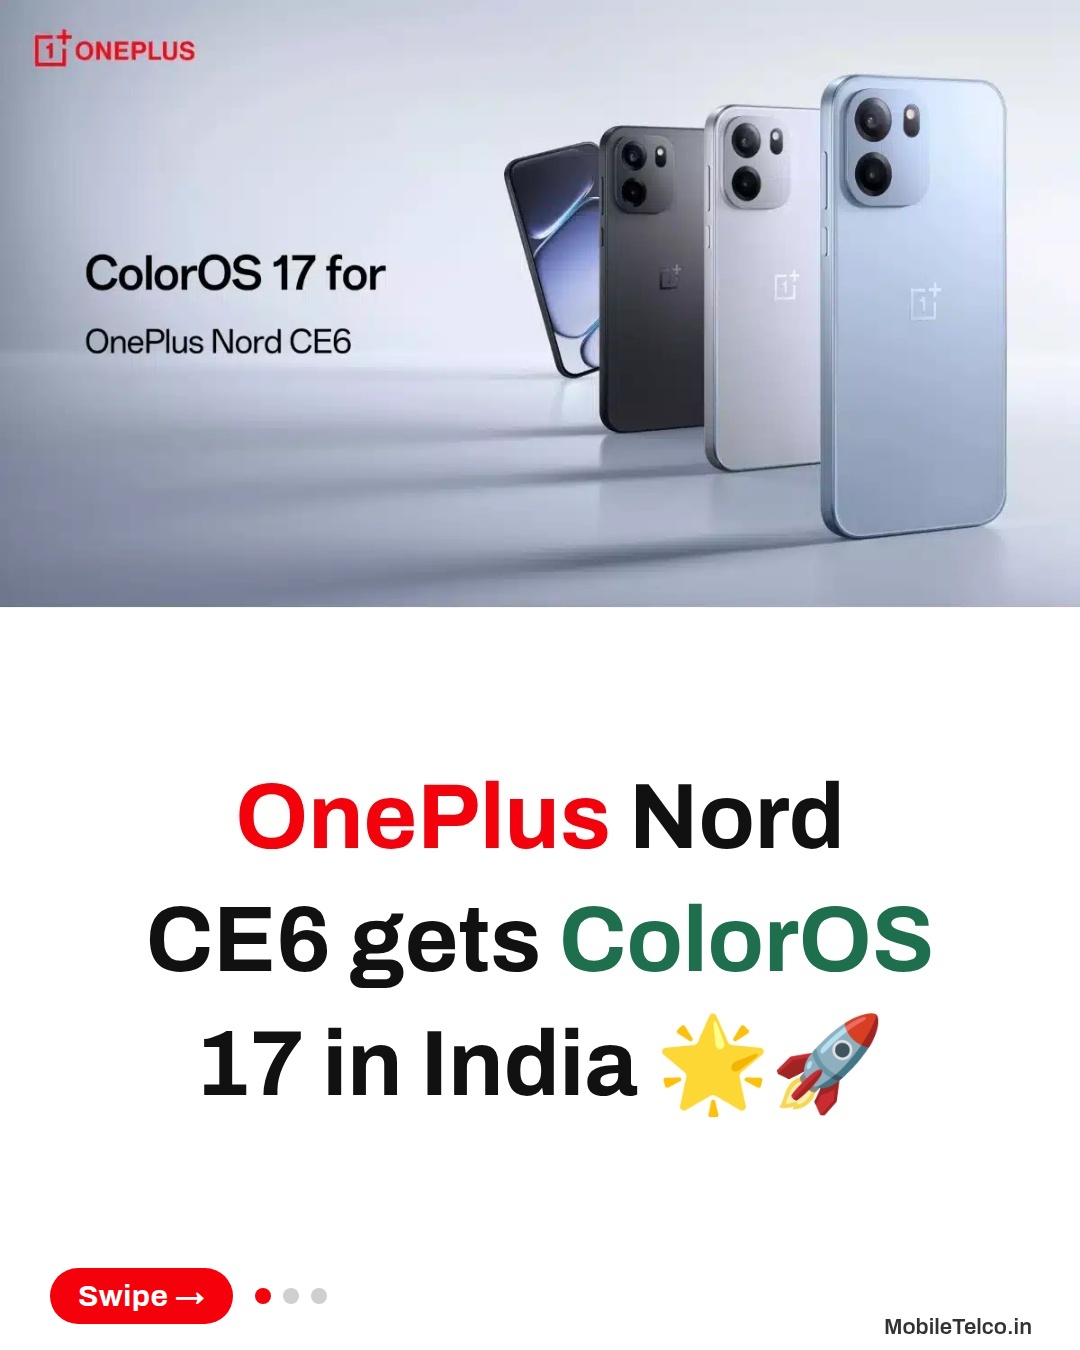 ONEPLUS
ColorOS 17 for
OnePlus Nord CE6
OnePlus Nord
CE6 gets ColorOS
17 in India 🌟🚀
Swipe →
MobileTelco.in